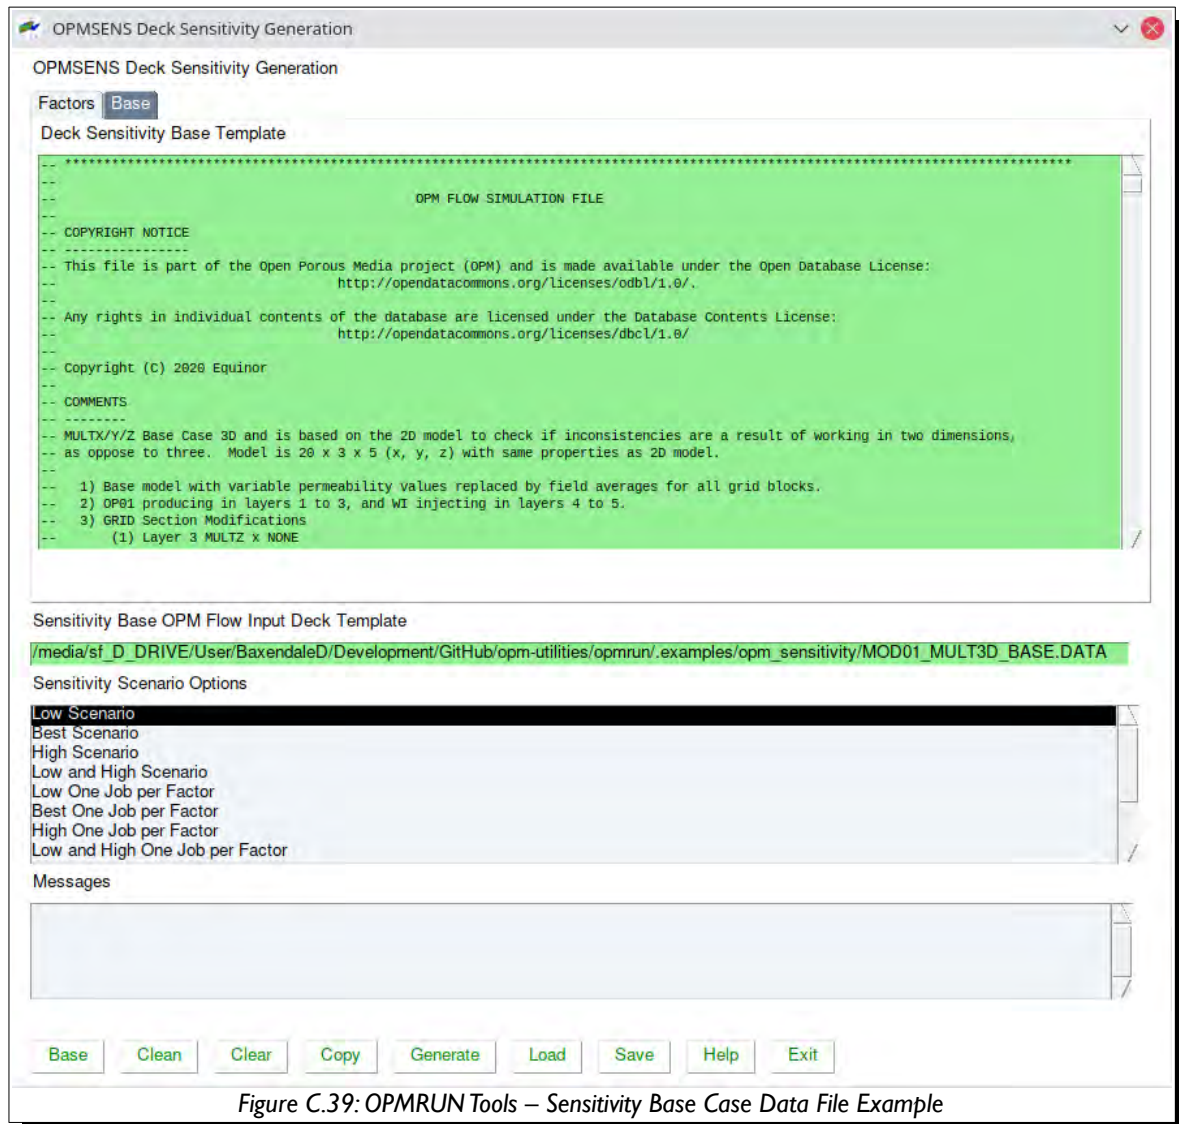 OPMSENS Deck Sensitivity Generation
OPMSENS Deck Sensitivity Generation
Factors Base
Deck Sensitivity Base Template
-- *********************************************************************************************************************************
--
-- OPM FLOW SIMULATION FILE
--
-- COPYRIGHT NOTICE
-- ----------------
-- This file is part of the Open Porous Media project (OPM) and is made available under the Open Database License:
-- http://opendatacommons.org/licenses/odbl/1.0/.
--
-- Any rights in individual contents of the database are licensed under the Database Contents License:
-- http://opendatacommons.org/licenses/dbcl/1.0/
--
-- Copyright (C) 2020 Equinor
--
-- COMMENTS
-- --------
-- MULTX/Y/Z Base Case 3D and is based on the 2D model to check if inconsistencies are a result of working in two dimensions,
-- as oppose to three. Model is 20 x 3 x 5 (x, y, z) with same properties as 2D model.
--
-- 1) Base model with variable permeability values replaced by field averages for all grid blocks.
-- 2) OP01 producing in layers 1 to 3, and WI injecting in layers 4 to 5.
-- 3) GRID Section Modifications
-- (1) Layer 3 MULTZ x NONE
Sensitivity Base OPM Flow Input Deck Template
/media/sf_D_DRIVE/User/BaxendaleD/Development/GitHub/opm-utilities/opmrun/.examples/opm_sensitivity/MOD01_MULT3D_BASE.DATA
Sensitivity Scenario Options
Low Scenario
Best Scenario
High Scenario
Low and High Scenario
Low One Job per Factor
Best One Job per Factor
High One Job per Factor
Low and High One Job per Factor
Messages
Base Clean Clear Copy Generate Load Save Help Exit
Figure C.39: OPMRUN Tools – Sensitivity Base Case Data File Example